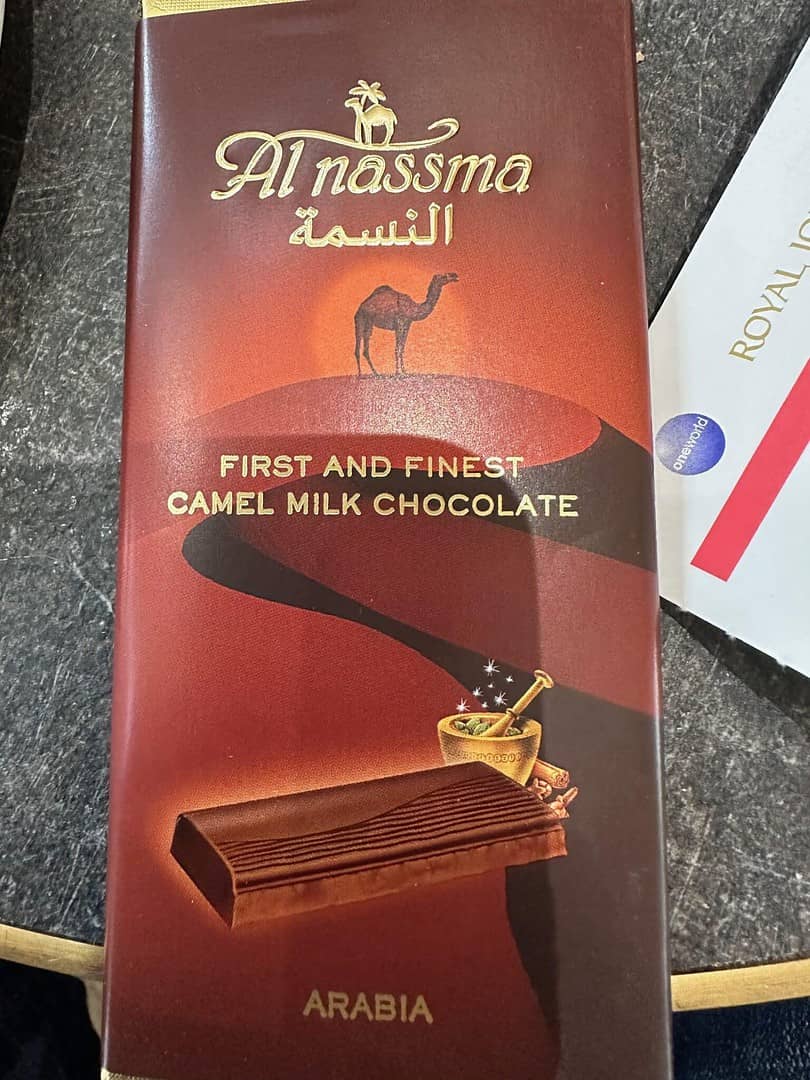 Al nassma
النسمة
FIRST AND FINEST
CAMEL MILK CHOCOLATE
ARABIA
ROYAL
oneworld